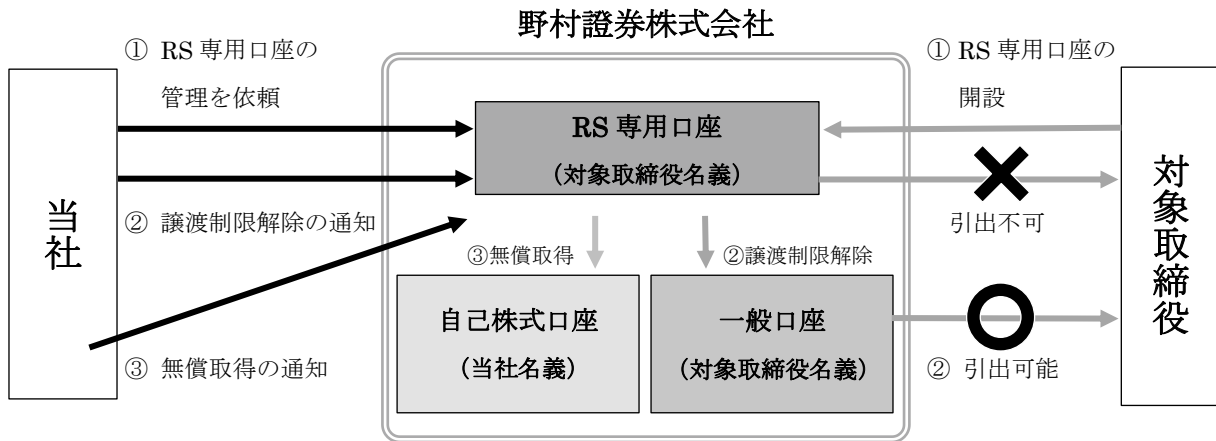 野村證券株式会社
① RS 専用口座の
管理を依頼
① RS 専用口座の
開設
RS 専用口座
(対象取締役名義)
当社
② 譲渡制限解除の通知
引出不可
対象取締役
③無償取得
②譲渡制限解除
自己株式口座
(当社名義)
一般口座
(対象取締役名義)
③ 無償取得の通知
② 引出可能